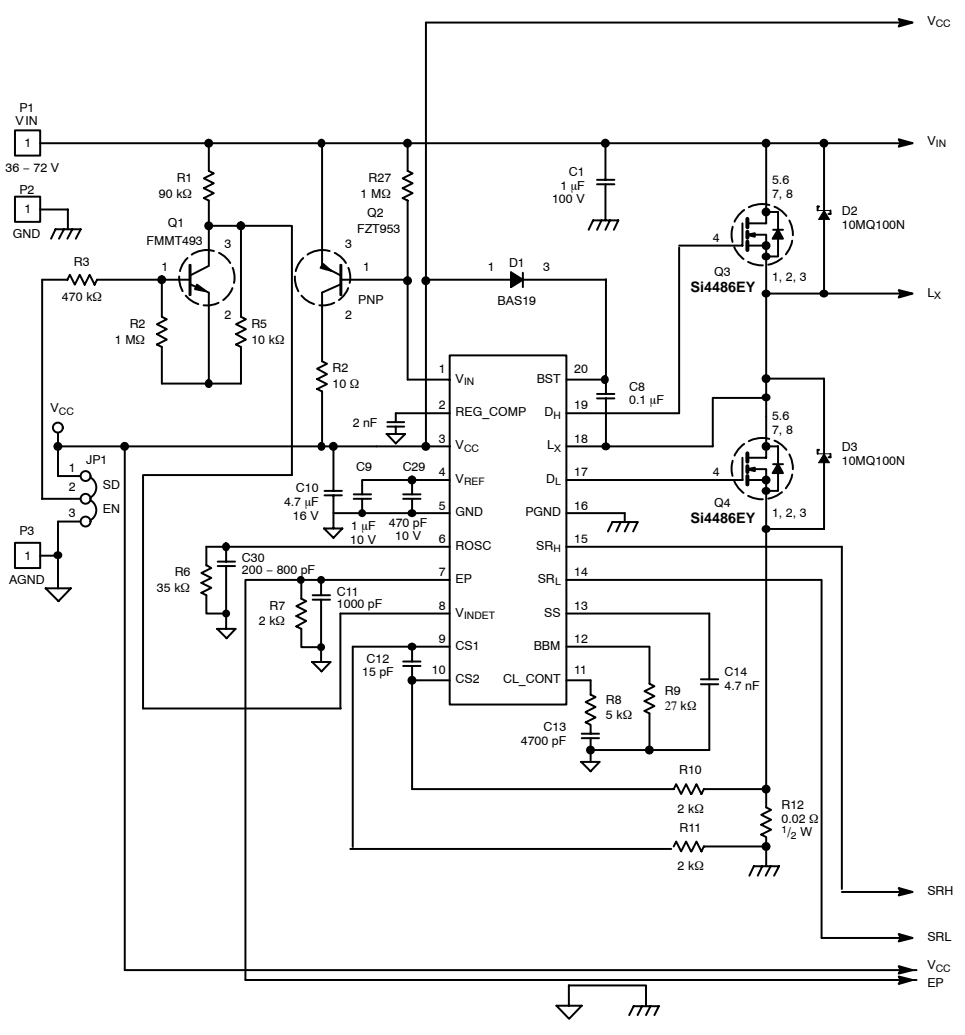 VCC
P1
VIN
1
36 – 72 V
P2
1
GND
R1
90 kΩ
Q1
FMMT493
3
1
2
R3
470 kΩ
R2
1 MΩ
R5
10 kΩ
R27
1 MΩ
Q2
FZT953
3
1
PNP
2
R2
10 Ω
C1
1 µF
100 V
VIN
5.6
7, 8
4
Q3
Si4486EY
1, 2, 3
D2
10MQ100N
LX
1
D1
3
BAS19
C8
0.1 µF
5.6
7, 8
4
Q4
Si4486EY
1, 2, 3
D3
10MQ100N
VCC
1
JP1
2
SD
3
EN
P3
1
AGND
2 nF
C10
4.7 µF
16 V
C9
1 µF
10 V
C29
470 pF
10 V
1 VIN
2 REG_COMP
3 VCC
4 VREF
5 GND
6 ROSC
7 EP
8 VINDET
9 CS1
10 CS2
BST 20
DH 19
LX 18
DL 17
PGND 16
SRH 15
SRL 14
SS 13
BBM 12
CL_CONT 11
R6
35 kΩ
C30
200 – 800 pF
R7
2 kΩ
C11
1000 pF
C12
15 pF
R8
5 kΩ
C13
4700 pF
R9
27 kΩ
C14
4.7 nF
R10
2 kΩ
R11
2 kΩ
R12
0.02 Ω
1/2 W
SRH
SRL
VCC
EP